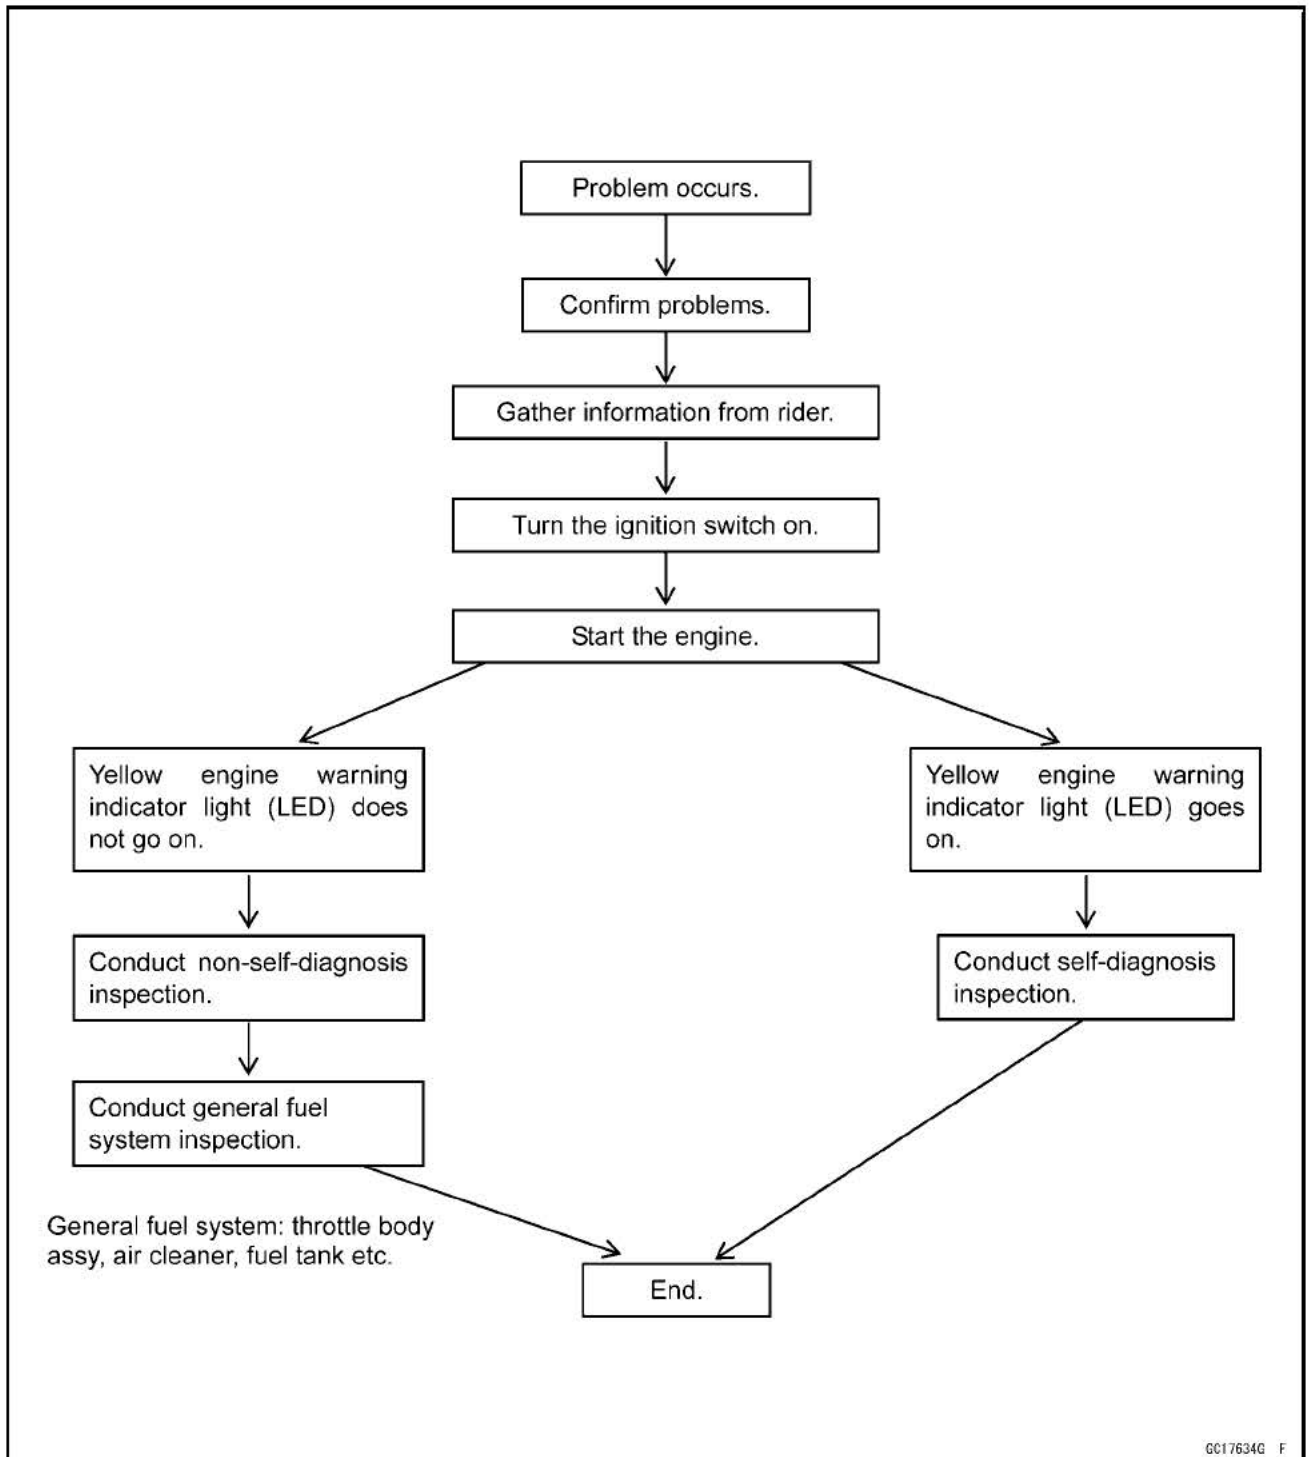 Problem occurs.
Confirm problems.
Gather information from rider.
Turn the ignition switch on.
Start the engine.
Yellow engine warning
indicator light (LED) does
not go on.
Yellow engine warning
indicator light (LED) goes
on.
Conduct non-self-diagnosis
inspection.
Conduct self-diagnosis
inspection.
Conduct general fuel
system inspection.
General fuel system: throttle body
assy, air cleaner, fuel tank etc.
End.
GC17634G F